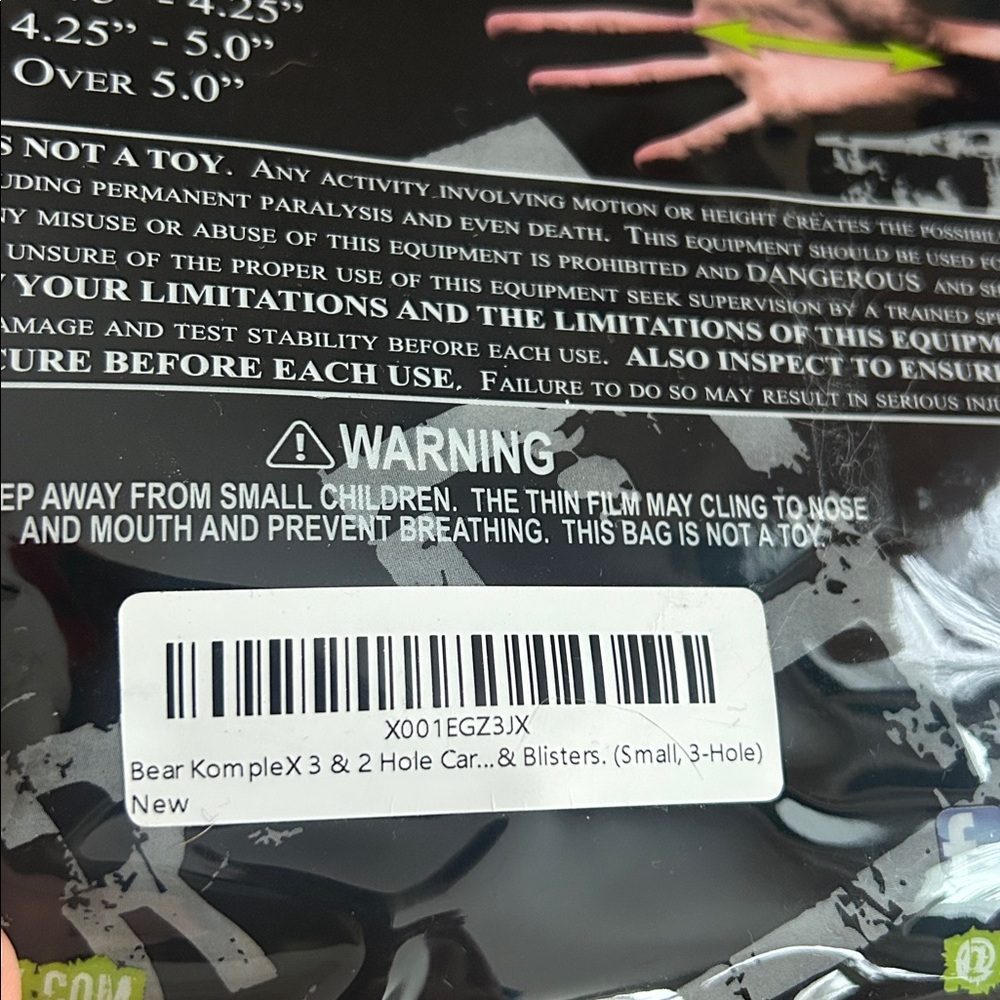 4.25”
4.25” - 5.0”
OVER 5.0”
NOT A TOY. ANY ACTIVITY INVOLVING MOTION OR HEIGHT CREATES THE
PERMANENT PARALYSIS AND EVEN DEATH. THIS EQUIPMENT SHOULD BE USED
MISUSE OR ABUSE OF THIS EQUIPMENT IS PROHIBITED AND DANGEROUS AND
UNSURE OF THE PROPER USE OF THIS EQUIPMENT SEEK SUPERVISION BY A TRAINED
YOUR LIMITATIONS AND THE LIMITATIONS OF THIS
AND TEST STABILITY BEFORE EACH USE. ALSO INSPECT TO
BEFORE EACH USE. FAILURE TO DO SO MAY RESULT IN SERIOUS
WARNING
EP AWAY FROM SMALL CHILDREN. THE THIN FILM MAY CLING TO NOSE
AND MOUTH AND PREVENT BREATHING. THIS BAG IS NOT A TOY.
X001EGZ3JX
Bear KompleX 3 & 2 Hole Car...& Blisters. (Small, 3-Hole)
New
f
.COM